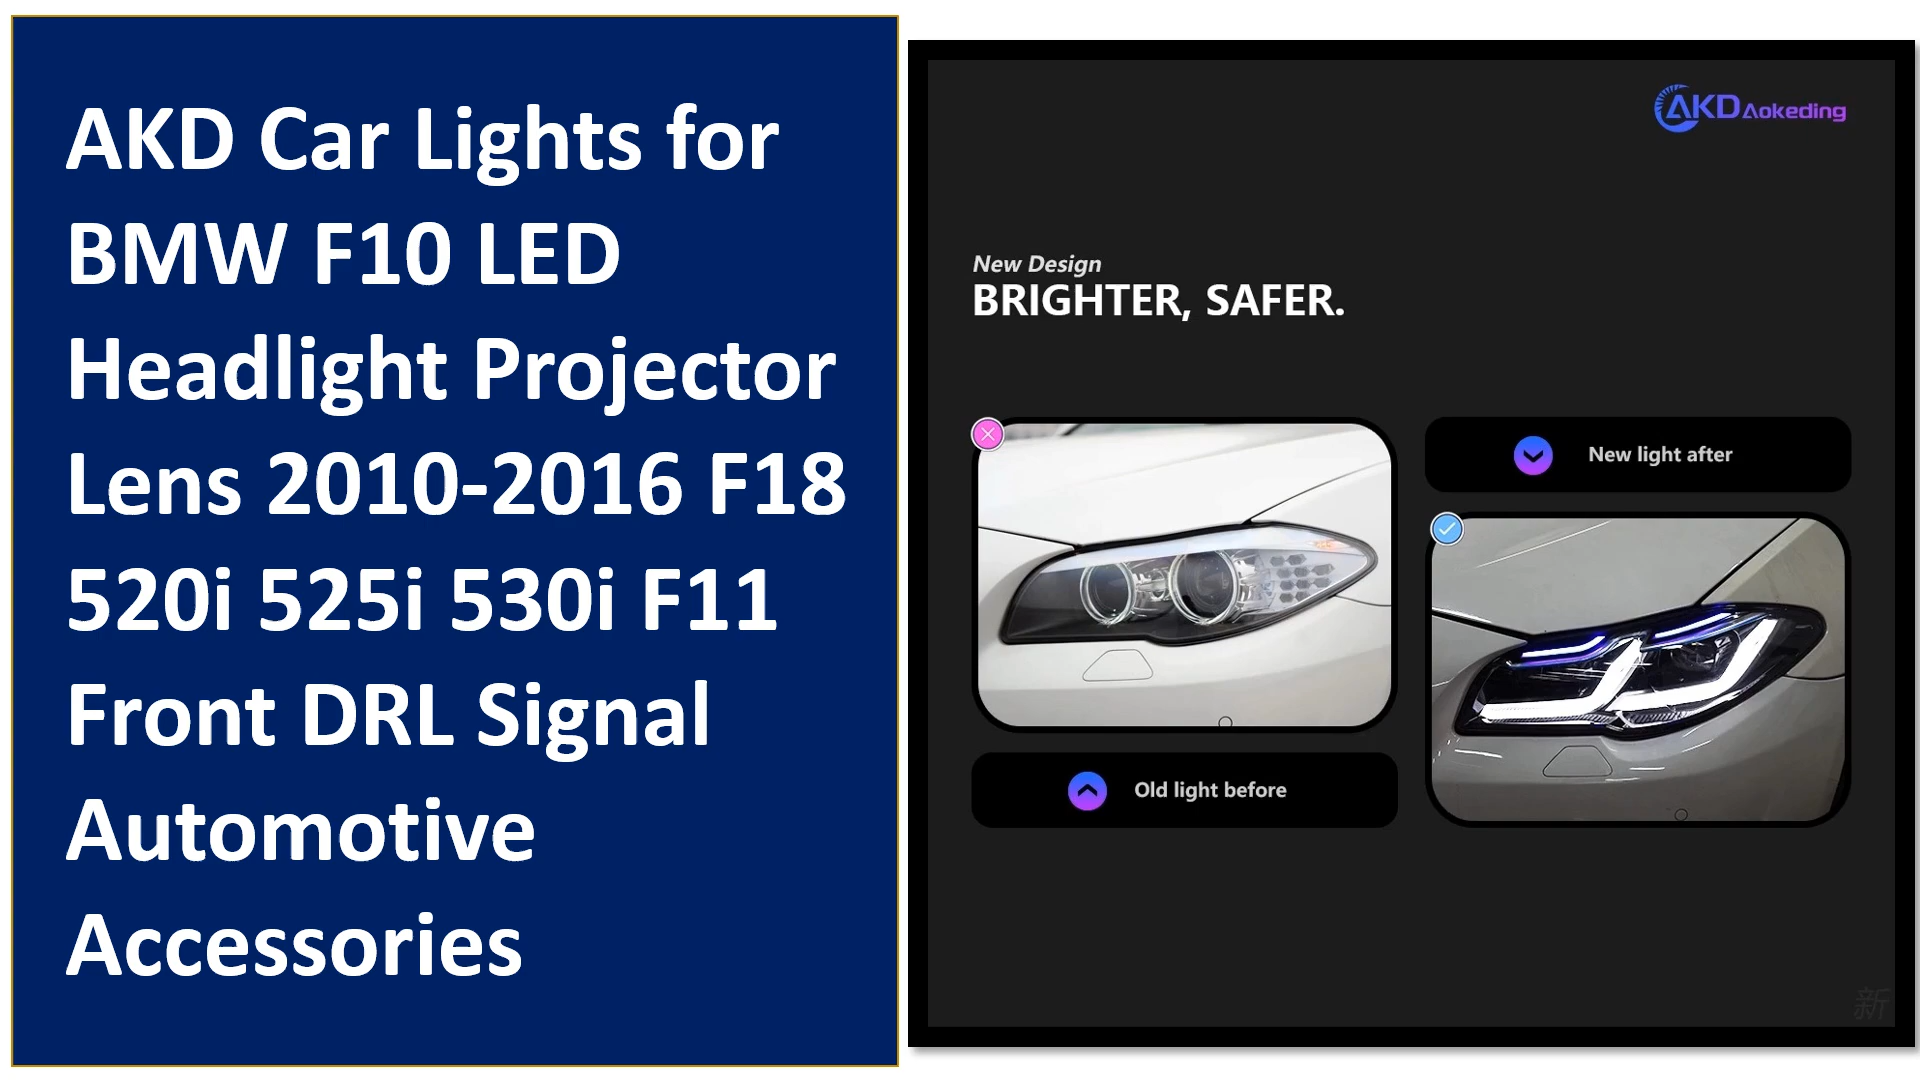 AKD Car Lights for
BMW F10 LED
Headlight Projector
Lens 2010-2016 F18
520i 525i 530i F11
Front DRL Signal
Automotive
Accessories
AKD Aokeding
New Design
BRIGHTER, SAFER.
New light after
Old light before
新